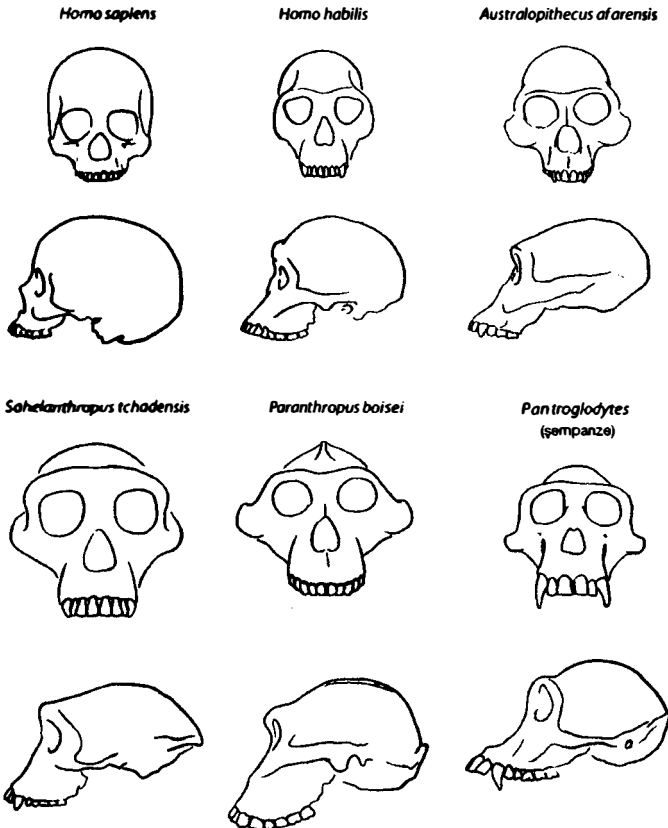 Homo sapiens
Homo habilis
Australopithecus afarensis
Sahelanthropus tchadensis
Paranthropus boisei
Pan troglodytes
(şempanze)